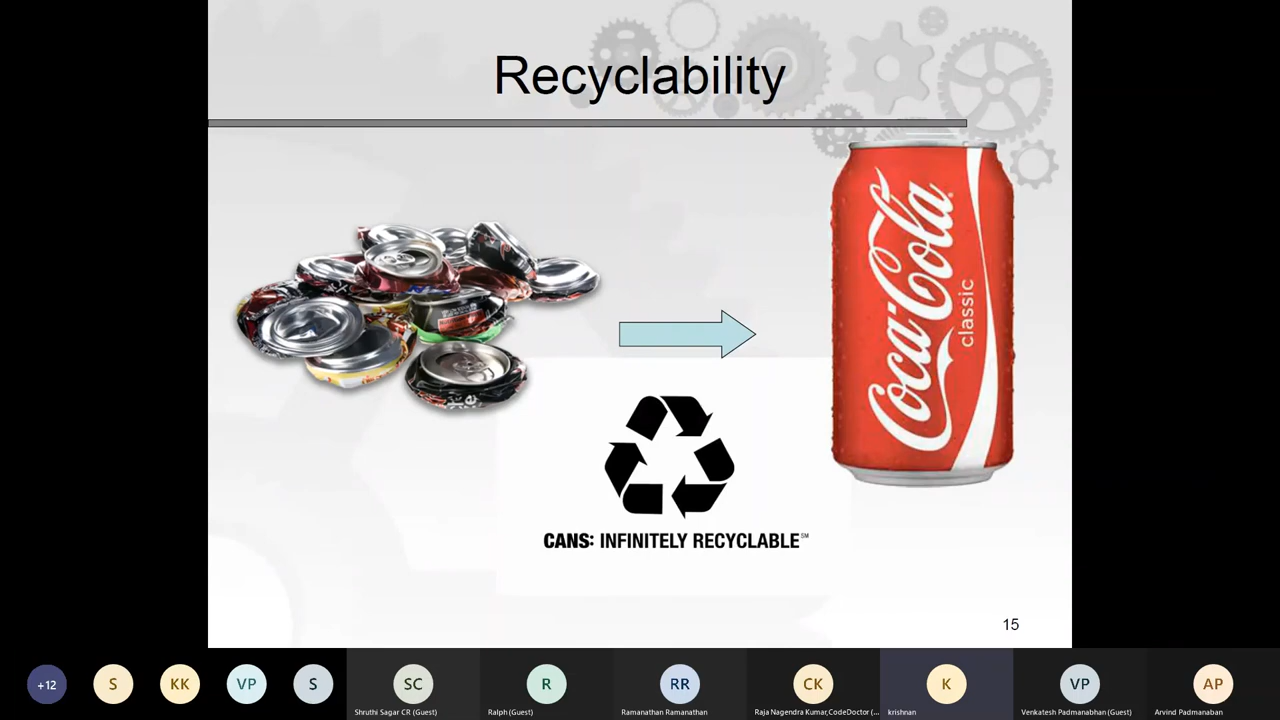 Recyclability
Coca-Cola
classic
CANS: INFINITELY RECYCLABLE℠
15
+12
S
KK
VP
S
SC
R
RR
CK
K
VP
AP
Shruthi Sagar CR (Guest)
Ralph (Guest)
Ramanathan Ramanathan
Raja Nagendra Kumar,CodeDoctor (...
krishnan
Venkatesh Padmanabhan (Guest)
Arvind Padmanaban